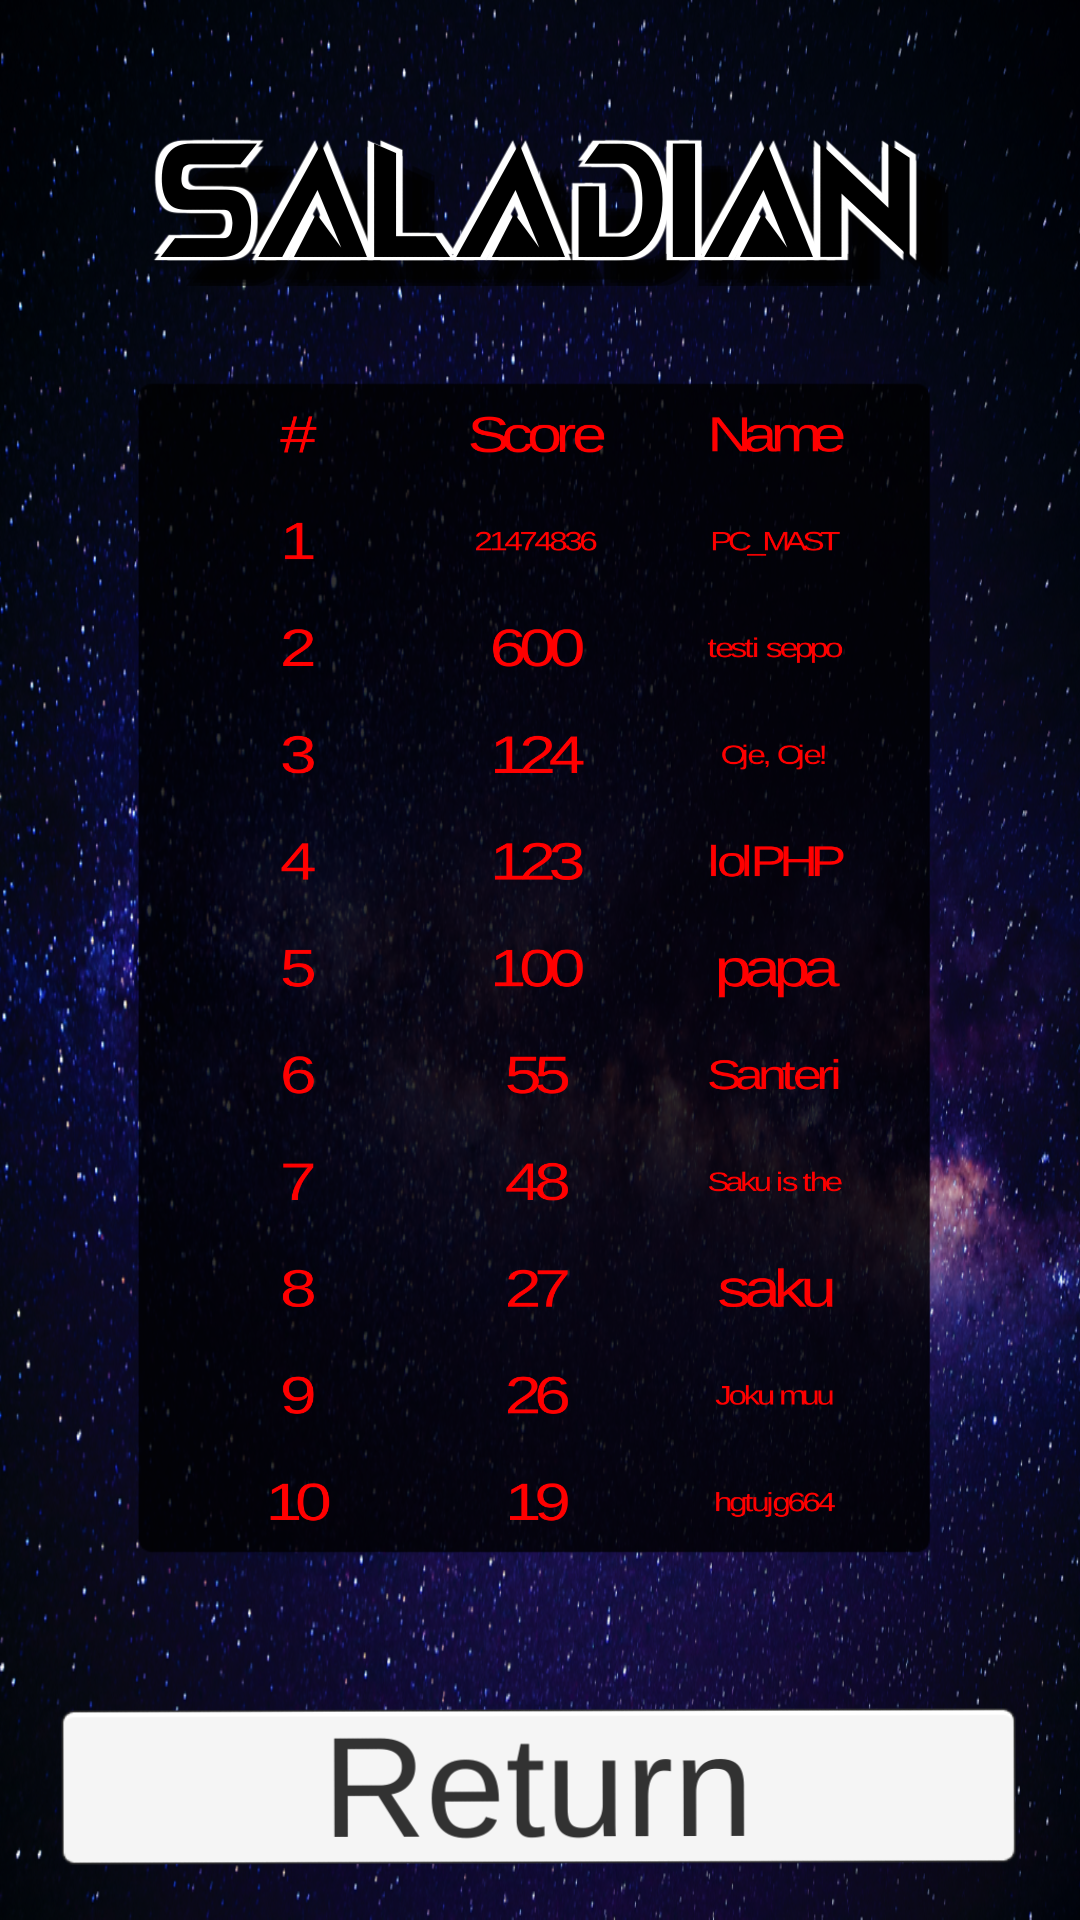 SALADIAN
# Score Name
1 21474836 PC_MAST
2 600 testi seppo
3 124 Oje, Oje!
4 123 lolPHP
5 100 papa
6 55 Santeri
7 48 Saku is the
8 27 saku
9 26 Joku muu
10 19 hgtujg664
Return